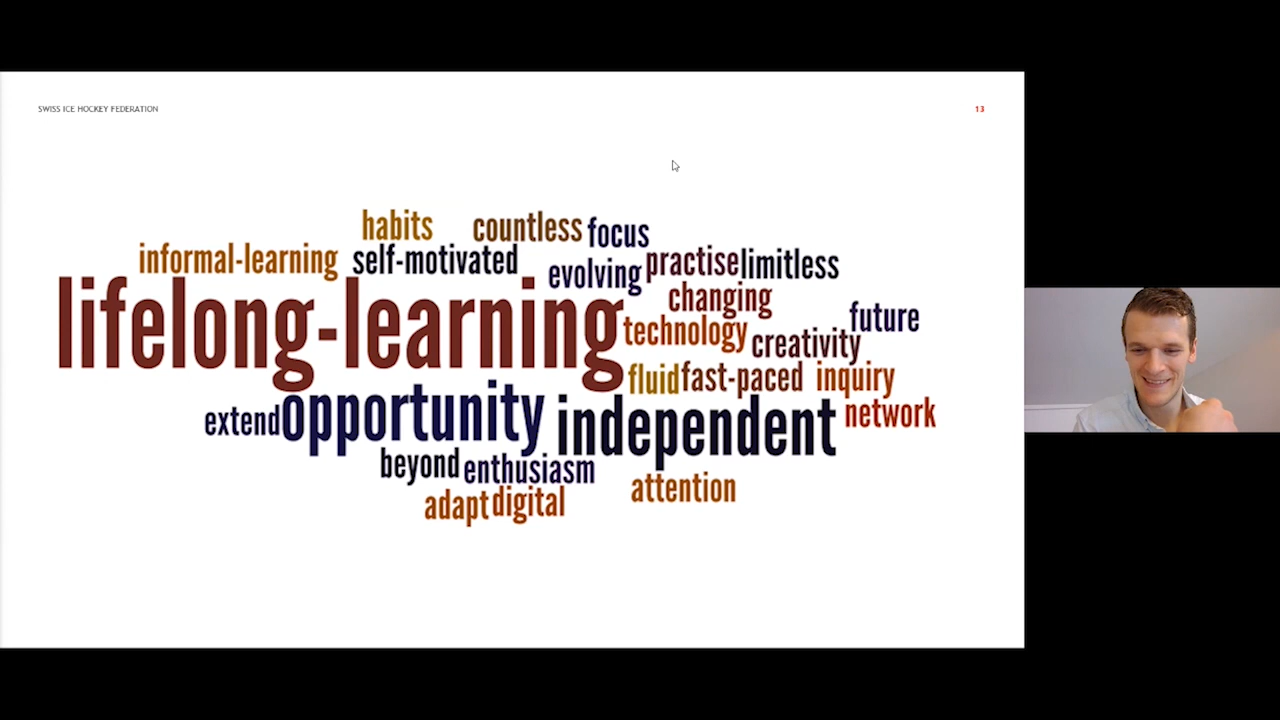 SWISS ICE HOCKEY FEDERATION
13
habits countless focus
informal-learning self-motivated evolving practise limitless
lifelong-learning changing
technology creativity future
fluid fast-paced inquiry
extend opportunity independent network
beyond enthusiasm attention
adapt digital